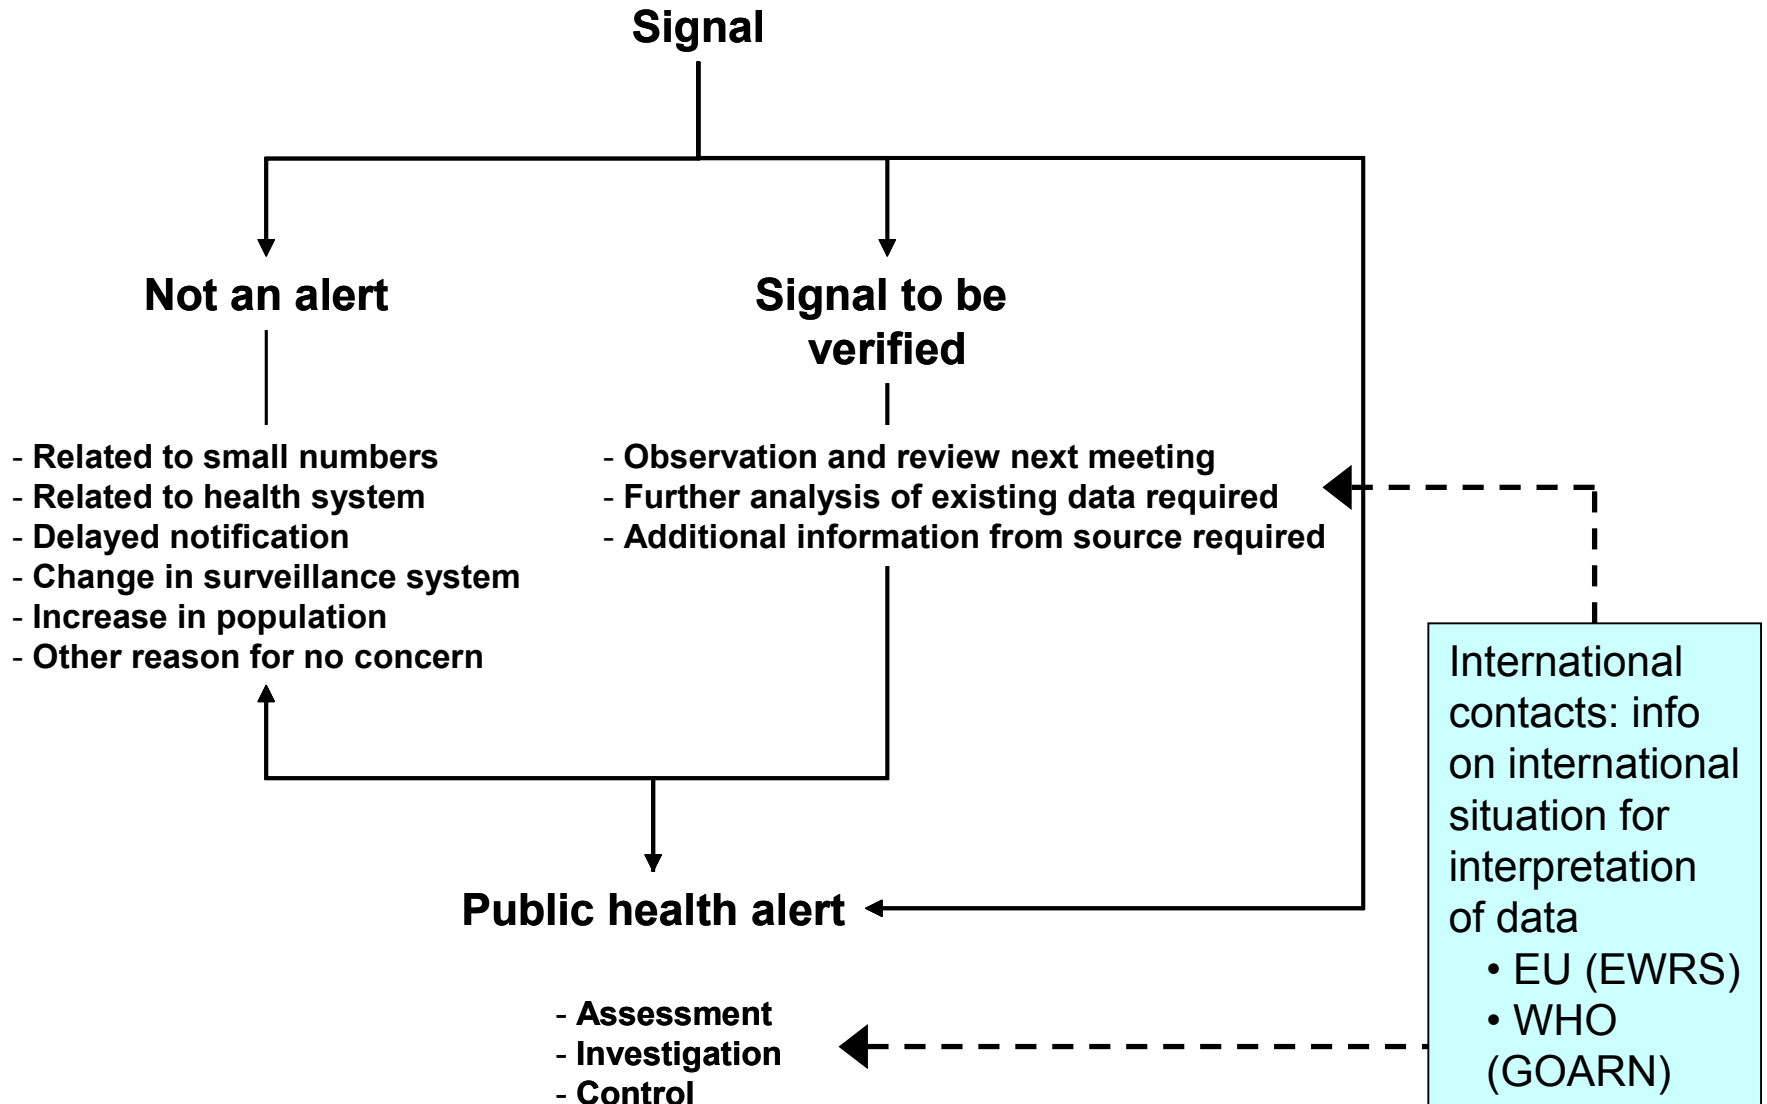 Signal
Not an alert
Signal to be
verified
- Related to small numbers
- Related to health system
- Delayed notification
- Change in surveillance system
- Increase in population
- Other reason for no concern
- Observation and review next meeting
- Further analysis of existing data required
- Additional information from source required
International
contacts: info
on international
situation for
interpretation
of data
• EU (EWRS)
• WHO
(GOARN)
Public health alert
- Assessment
- Investigation
- Control